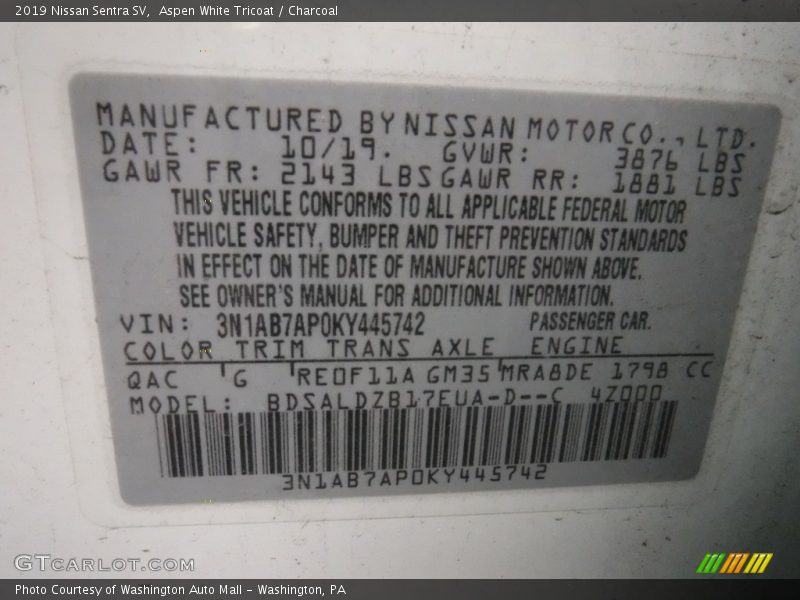 2019 Nissan Sentra SV, Aspen White Tricoat / Charcoal
MANUFACTURED BY NISSAN MOTOR CO., LTD.
DATE: 10/19. GVWR: 3876 LBS
GAWR FR: 2143 LBS GAWR RR: 1881 LBS
THIS VEHICLE CONFORMS TO ALL APPLICABLE FEDERAL MOTOR
VEHICLE SAFETY, BUMPER AND THEFT PREVENTION STANDARDS
IN EFFECT ON THE DATE OF MANUFACTURE SHOWN ABOVE.
SEE OWNER'S MANUAL FOR ADDITIONAL INFORMATION.
VIN: 3N1AB7AP0KY445742 PASSENGER CAR.
COLOR TRIM TRANS AXLE ENGINE
QAC G RE0F11A GM35 MRA8DE 1798 CC
MODEL: BDSALDZB17EUA-D--C 4Z000
3N1AB7AP0KY445742
GTCARLOT.COM
Photo Courtesy of Washington Auto Mall - Washington, PA